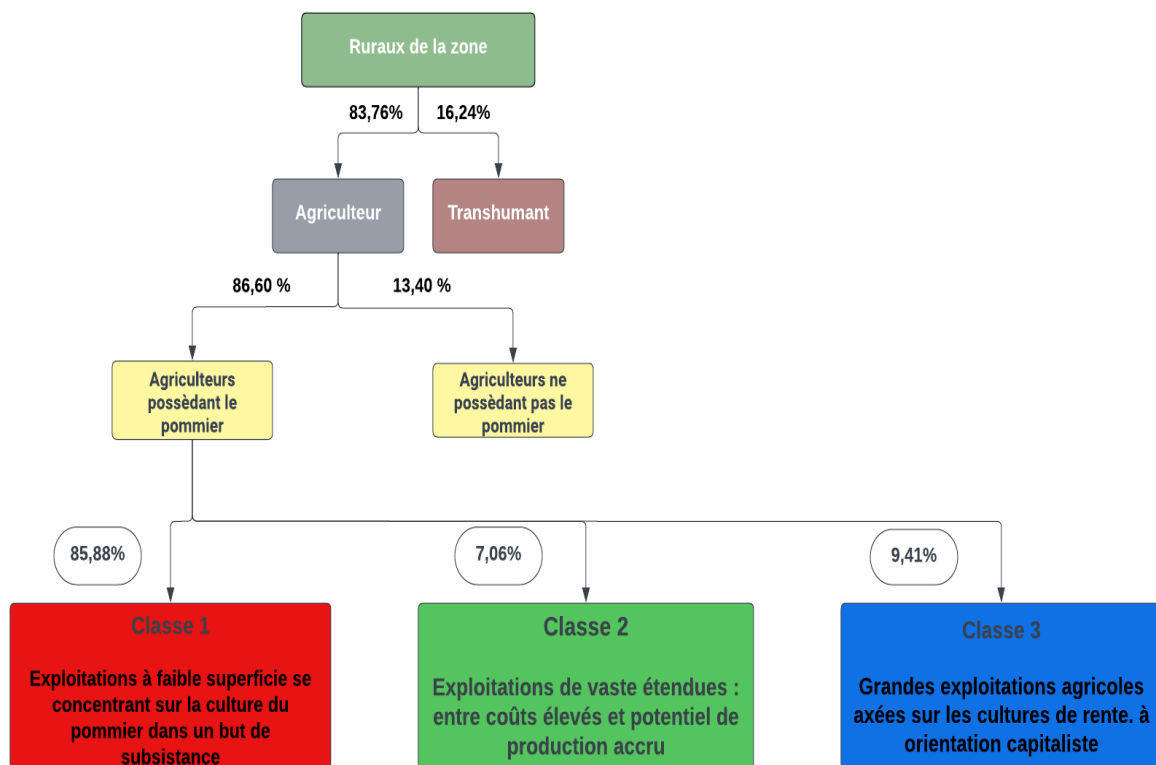 Ruraux de la zone
83,76%
16,24%
Agriculteur
Transhumant
86,60 %
13,40 %
Agriculteurs
possèdant le
pommier
Agriculteurs ne
possèdant pas le
pommier
85,88%
7,06%
9,41%
Classe 1
Exploitations à faible superficie se
concentrant sur la culture du
pommier dans un but de
subsistance
Classe 2
Exploitations de vaste étendues :
entre coûts élevés et potentiel de
production accru
Classe 3
Grandes exploitations agricoles
axées sur les cultures de rente. à
orientation capitaliste